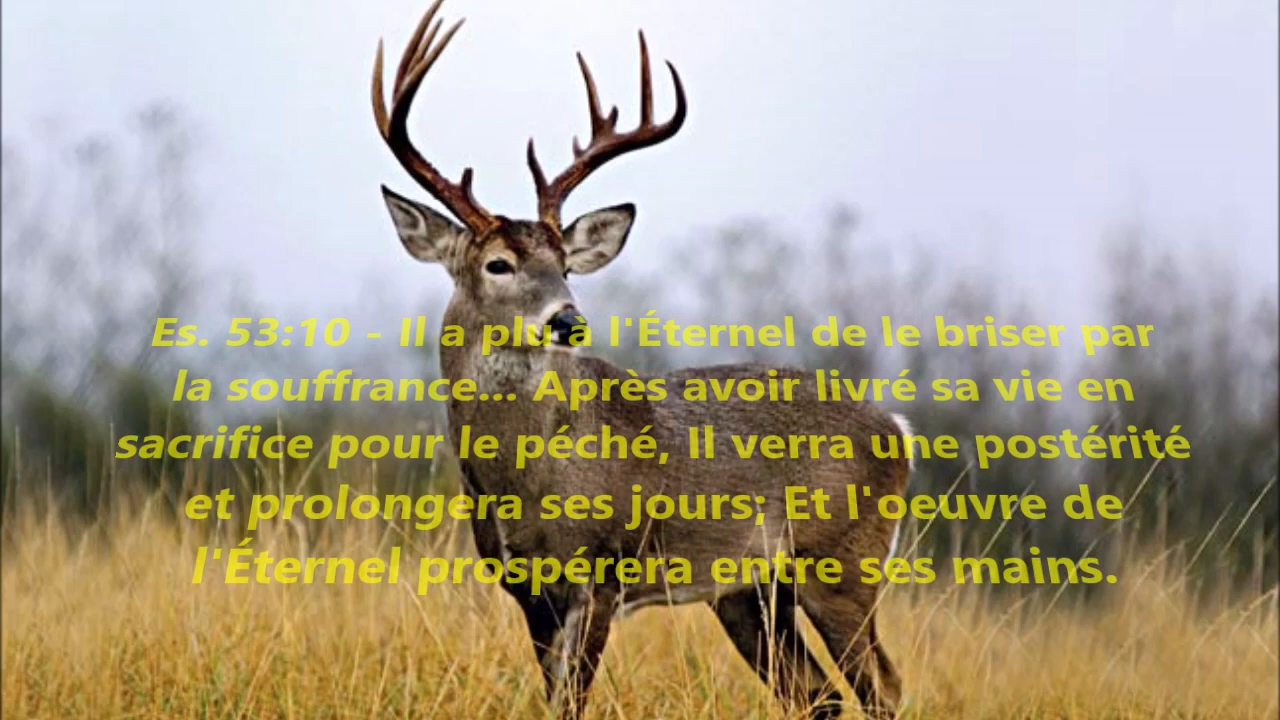 Es. 53:10 - Il a plu à l'Éternel de le briser par
la souffrance... Après avoir livré sa vie en
sacrifice pour le péché, Il verra une postérité
et prolongera ses jours; Et l'oeuvre de
l'Éternel prospérera entre ses mains.